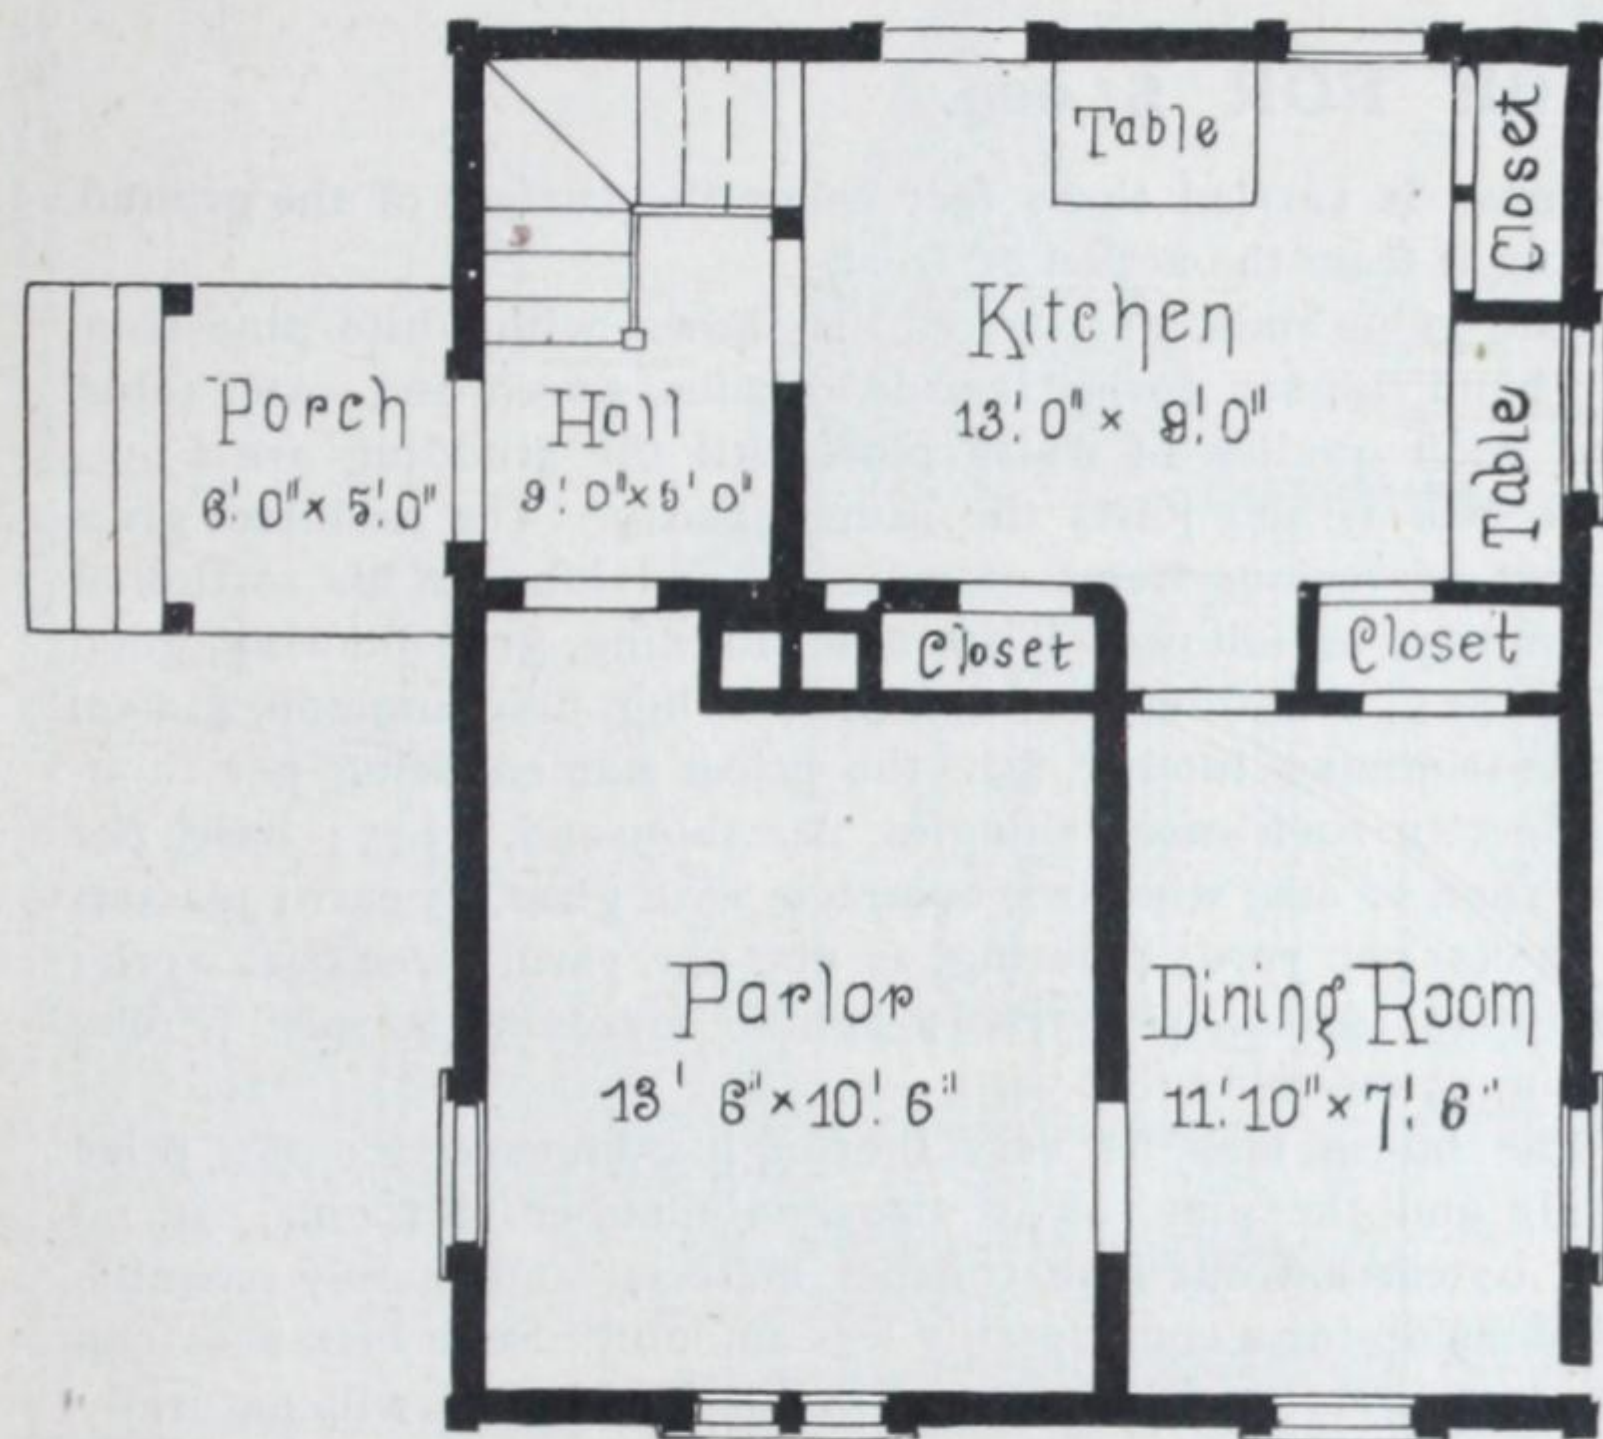 Table
Closet
Kitchen
13'.0" × 9'.0"
Table
Porch
6'.0" × 5'.0"
Hall
9'.0" × 5'0"
Closet
Closet
Parlor
13' 6" × 10'.6"
Dining Room
11'.10" × 7'.6"